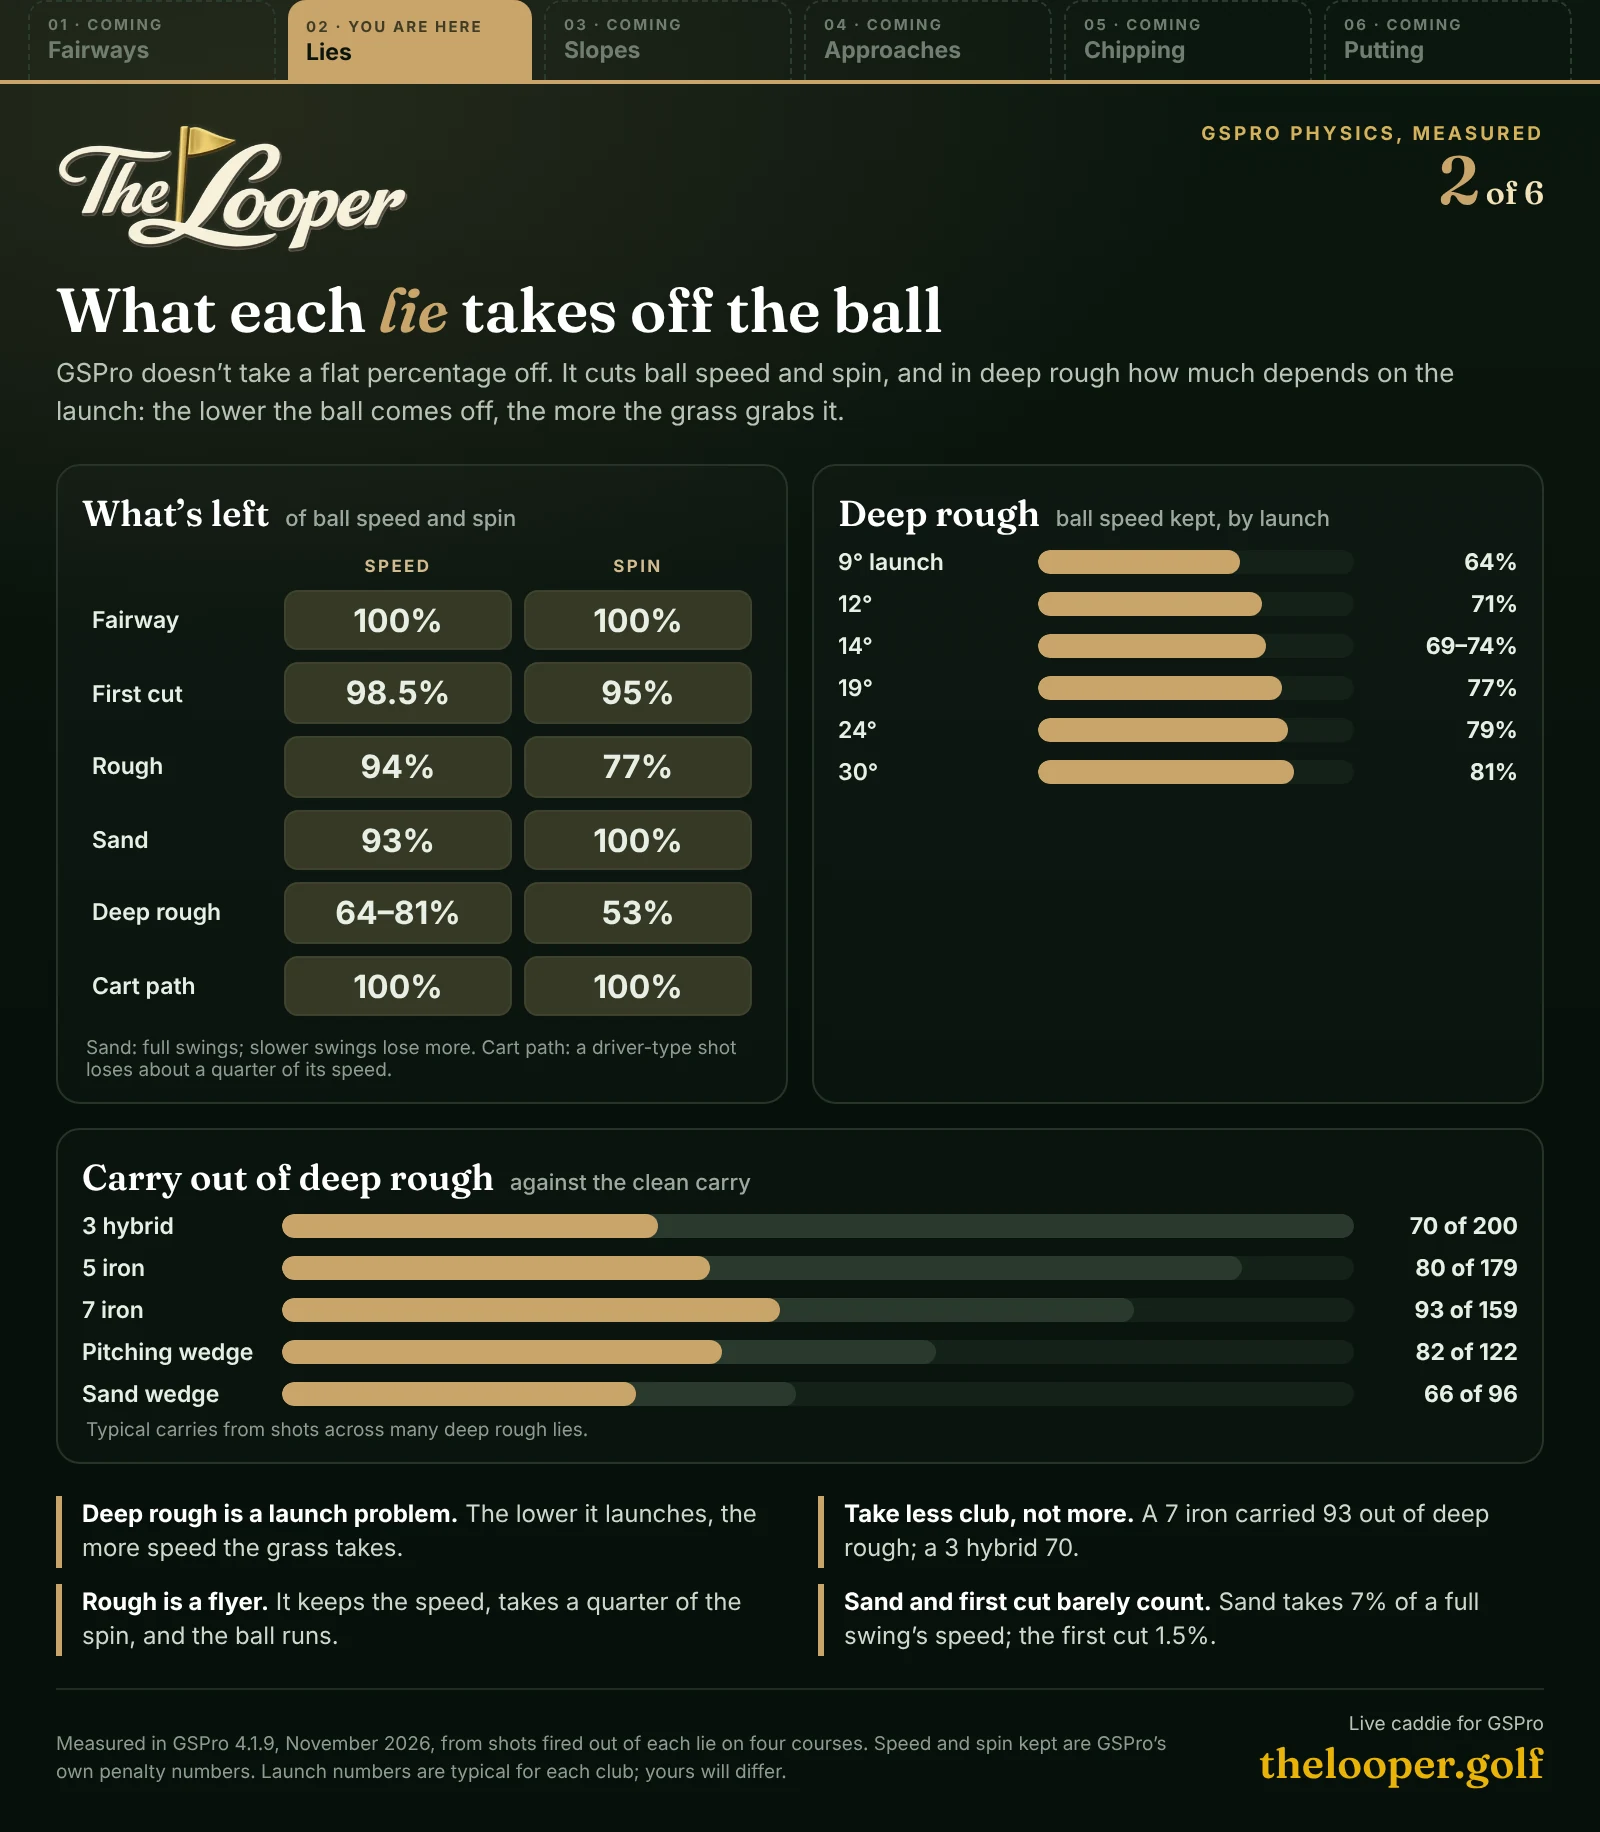 01 · COMING
Fairways
02 · YOU ARE HERE
Lies
03 · COMING
Slopes
04 · COMING
Approaches
05 · COMING
Chipping
06 · COMING
Putting
The Looper
GSPRO PHYSICS, MEASURED
2 of 6
What each lie takes off the ball
GSPro doesn’t take a flat percentage off. It cuts ball speed and spin, and in deep rough how much depends on the
launch: the lower the ball comes off, the more the grass grabs it.
What’s left of ball speed and spin
SPEED SPIN
Fairway 100% 100%
First cut 98.5% 95%
Rough 94% 77%
Sand 93% 100%
Deep rough 64–81% 53%
Cart path 100% 100%
Sand: full swings; slower swings lose more. Cart path: a driver-type shot
loses about a quarter of its speed.
Deep rough ball speed kept, by launch
9° launch 64%
12° 71%
14° 69–74%
19° 77%
24° 79%
30° 81%
Carry out of deep rough against the clean carry
3 hybrid 70 of 200
5 iron 80 of 179
7 iron 93 of 159
Pitching wedge 82 of 122
Sand wedge 66 of 96
Typical carries from shots across many deep rough lies.
Deep rough is a launch problem. The lower it launches, the
more speed the grass takes.
Take less club, not more. A 7 iron carried 93 out of deep
rough; a 3 hybrid 70.
Rough is a flyer. It keeps the speed, takes a quarter of the
spin, and the ball runs.
Sand and first cut barely count. Sand takes 7% of a full
swing’s speed; the first cut 1.5%.
Measured in GSPro 4.1.9, November 2026, from shots fired out of each lie on four courses. Speed and spin kept are GSPro’s
own penalty numbers. Launch numbers are typical for each club; yours will differ.
Live caddie for GSPro
thelooper.golf